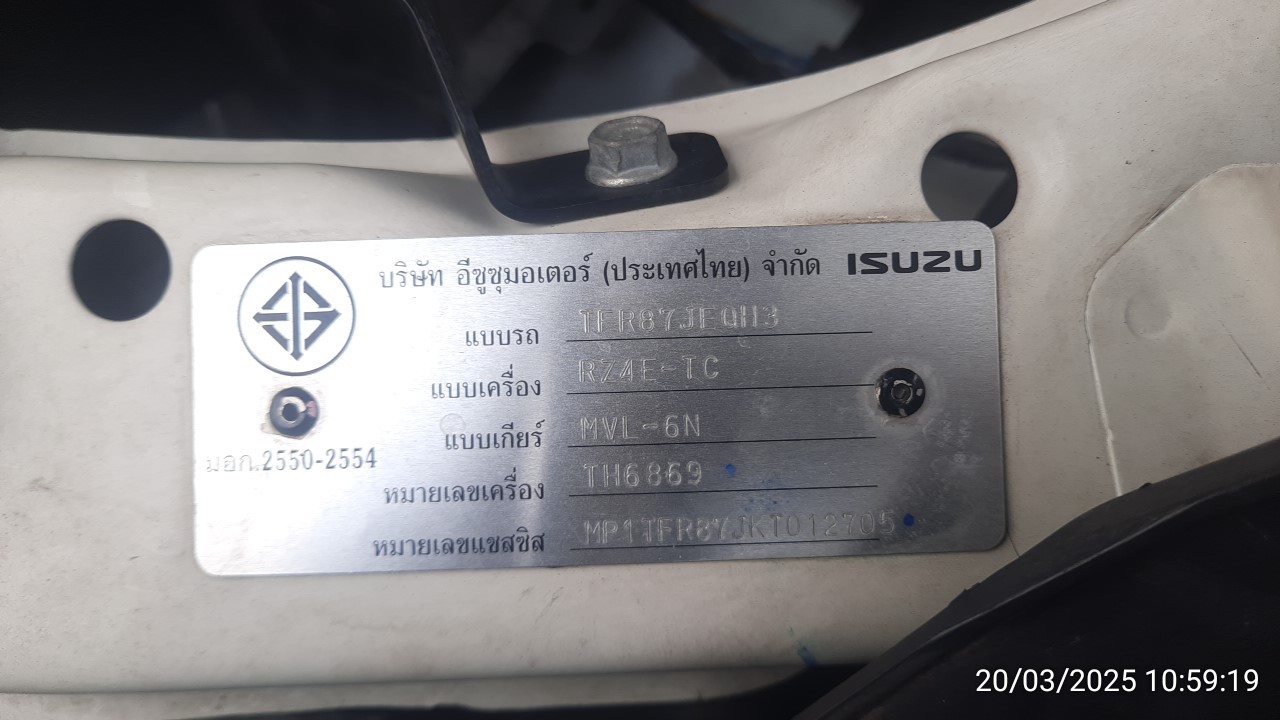 บริษัท อีซูซุมอเตอร์ (ประเทศไทย) จำกัด ISUZU
แบบรถ TFR87JEQH3
แบบเครื่อง RZ4E-TC
แบบเกียร์ MVL-6N
มอก.2550-2554
หมายเลขเครื่อง TH6869
หมายเลขแชสซิส MP1TFR87JKT012705
20/03/2025 10:59:19